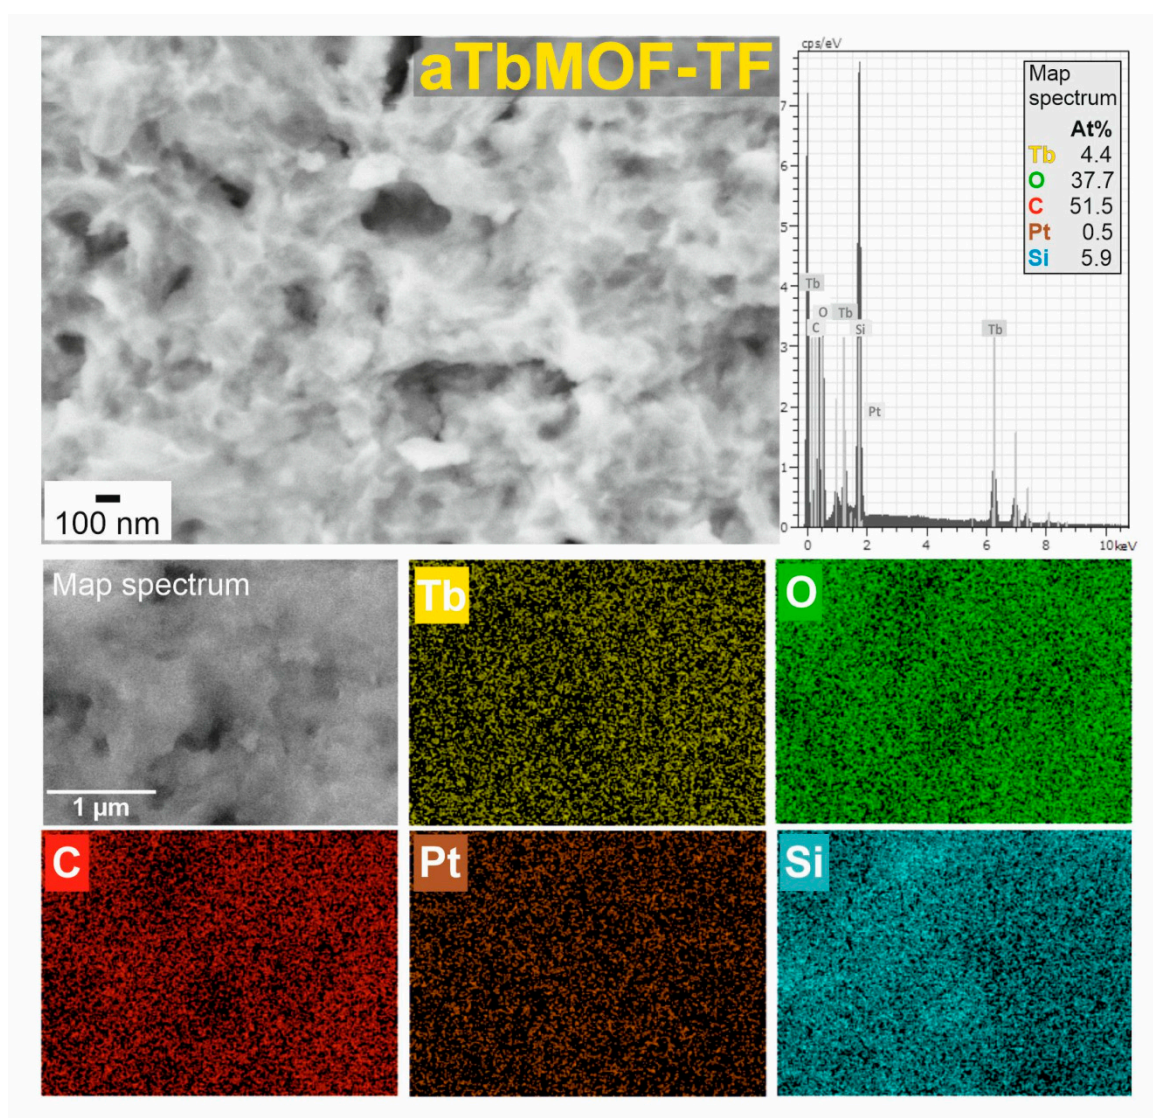 aTbMOF-TF
100 nm
cps/eV
7
6
5
4
3
2
1
0
Tb
O
Tb
C
Si
Tb
Pt
0 2 4 6 8 10 keV
Map
spectrum
At%
Tb 4.4
O 37.7
C 51.5
Pt 0.5
Si 5.9
Map spectrum
1 µm
Tb
O
C
Pt
Si